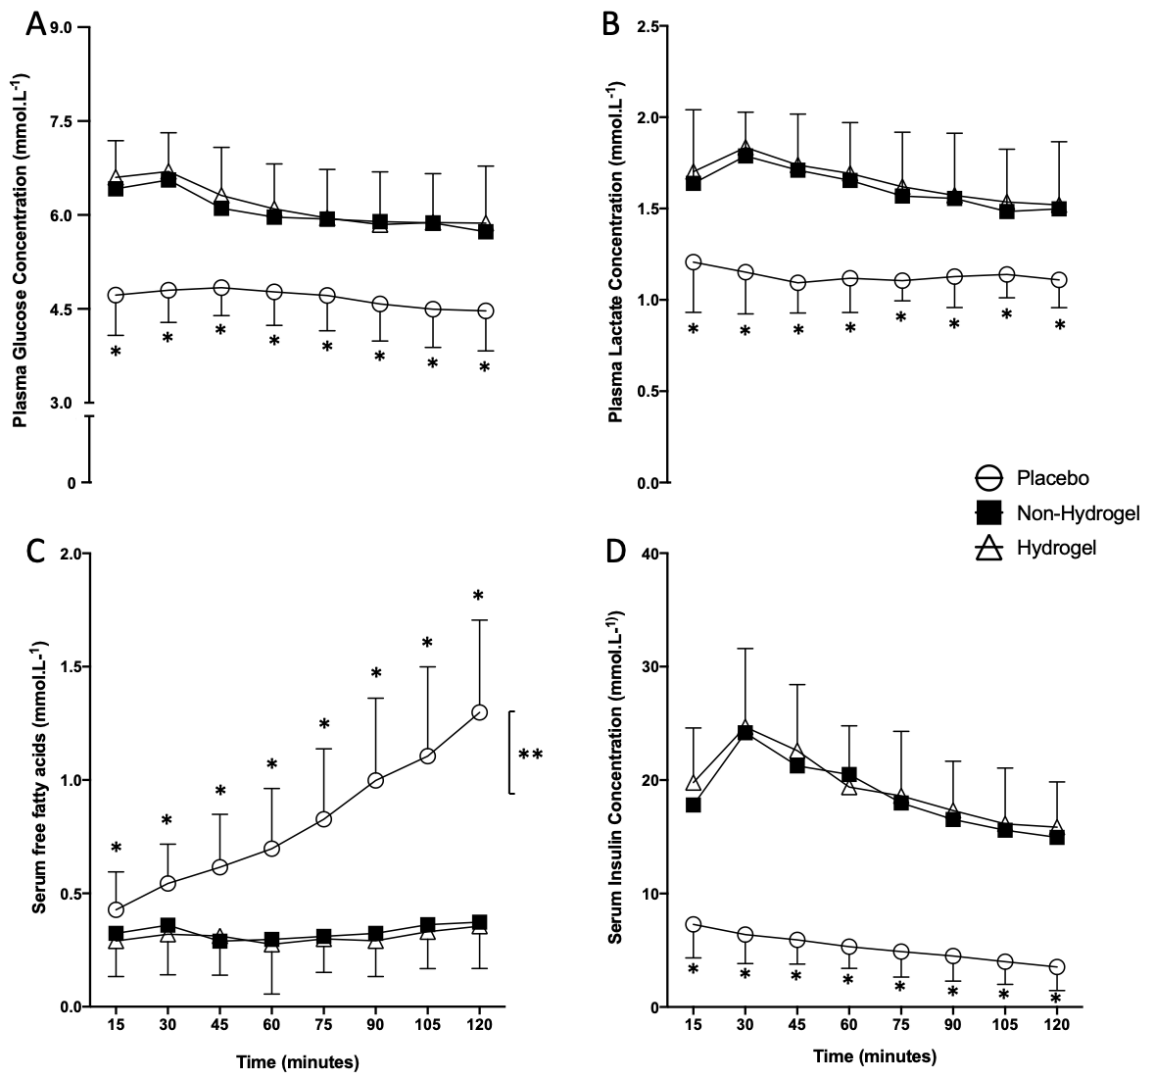 A
Plasma Glucose Concentration (mmol.L-1)
9.0
7.5
6.0
4.5
3.0
0
* * * * * * * *
B
Plasma Lactate Concentration (mmol.L-1)
2.5
2.0
1.5
1.0
0.5
0.0
* * * * * * * *
Placebo
Non-Hydrogel
Hydrogel
C
Serum free fatty acids (mmol.L-1)
2.0
1.5
1.0
0.5
0.0
* * * * * * * *
**
15 30 45 60 75 90 105 120
Time (minutes)
D
Serum Insulin Concentration (mmol.L-1))
40
30
20
10
0
* * * * * * * *
15 30 45 60 75 90 105 120
Time (minutes)